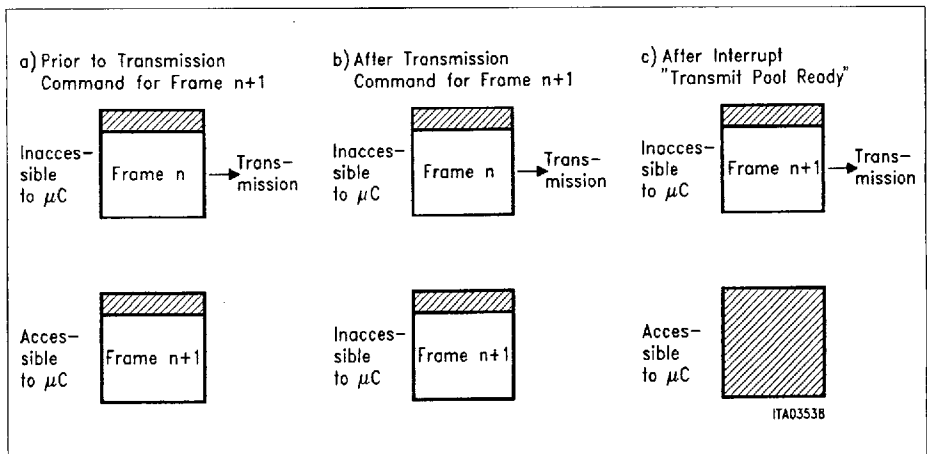 a) Prior to Transmission
Command for Frame n+1
Inacces-
sible
to μC
Frame n
Trans-
mission
Acces-
sible
to μC
Frame n+1
b) After Transmission
Command for Frame n+1
Inacces-
sible
to μC
Frame n
Trans-
mission
Inacces-
sible
to μC
Frame n+1
c) After Interrupt
"Transmit Pool Ready"
Inacces-
sible
to μC
Frame n+1
Trans-
mission
Acces-
sible
to μC
ITA03538